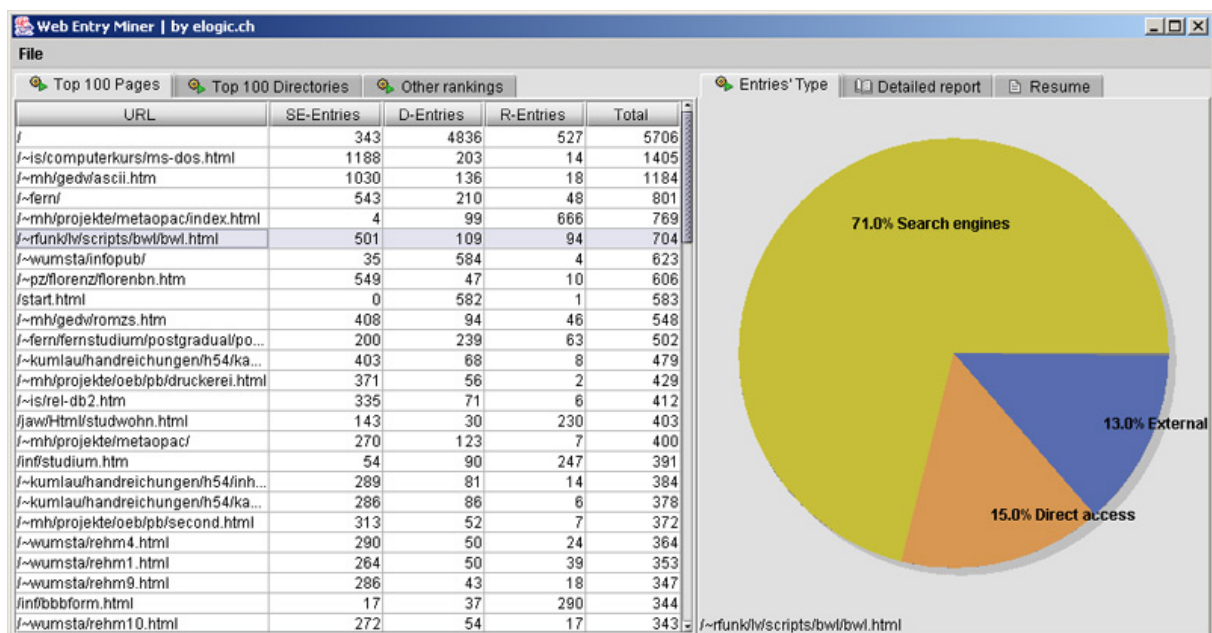 Web Entry Miner | by elogic.ch
File
Top 100 Pages Top 100 Directories Other rankings
URL SE-Entries D-Entries R-Entries Total
/ 343 4836 527 5706
/~is/computerkurs/ms-dos.html 1188 203 14 1405
/~mh/gedv/ascii.htm 1030 136 18 1184
/~fern/ 543 210 48 801
/~mh/projekte/metaopac/index.html 4 99 666 769
/~rfunk/lv/scripts/bwl/bwl.html 501 109 94 704
/~wumsta/infopub/ 35 584 4 623
/~pz/florenz/florenbn.htm 549 47 10 606
/start.html 0 582 1 583
/~mh/gedv/romzs.htm 408 94 46 548
/~fern/fernstudium/postgradual/po... 200 239 63 502
/~kumlau/handreichungen/h54/ka... 403 68 8 479
/~mh/projekte/oeb/pb/druckerei.html 371 56 2 429
/~is/rel-db2.htm 335 71 6 412
/jaw/Html/studwohn.html 143 30 230 403
/~mh/projekte/metaopac/ 270 123 7 400
/inf/studium.htm 54 90 247 391
/~kumlau/handreichungen/h54/inh... 289 81 14 384
/~kumlau/handreichungen/h54/ka... 286 86 6 378
/~mh/projekte/oeb/pb/second.html 313 52 7 372
/~wumsta/rehm4.html 290 50 24 364
/~wumsta/rehm1.html 264 50 39 353
/~wumsta/rehm9.html 286 43 18 347
/inf/bbbform.html 17 37 290 344
/~wumsta/rehm10.html 272 54 17 343
Entries' Type Detailed report Resume
71.0% Search engines
13.0% External
15.0% Direct access
/~rfunk/lv/scripts/bwl/bwl.html